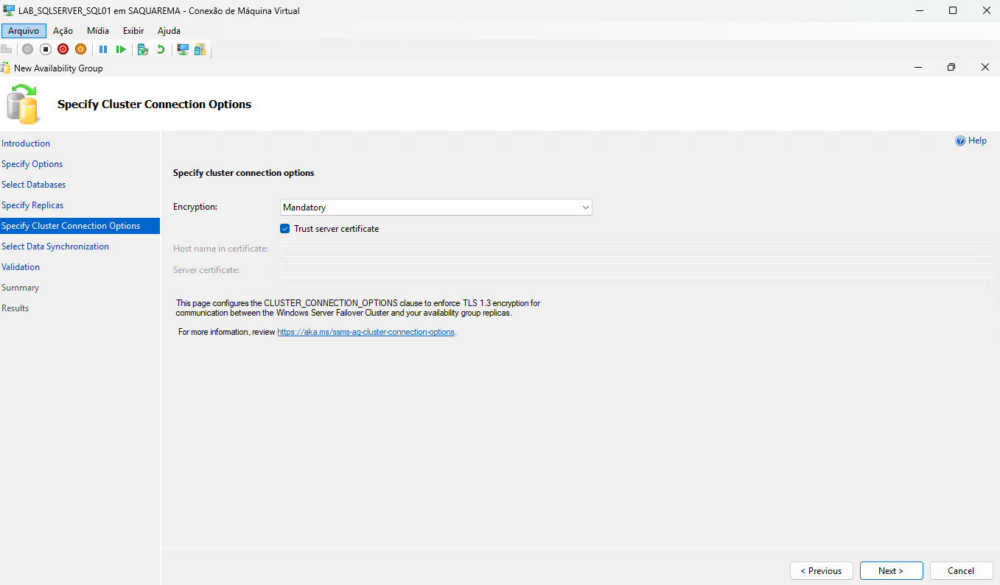 LAB_SQLSERVER_SQL01 em SAQUAREMA - Conexão de Máquina Virtual
Arquivo Ação Mídia Exibir Ajuda
New Availability Group
Specify Cluster Connection Options
Introduction
Specify Options
Select Databases
Specify Replicas
Specify Cluster Connection Options
Select Data Synchronization
Validation
Summary
Results
Help
Specify cluster connection options
Encryption: Mandatory
Trust server certificate
Host name in certificate:
Server certificate:
This page configures the CLUSTER_CONNECTION_OPTIONS clause to enforce TLS 1.3 encryption for
communication between the Windows Server Failover Cluster and your availability group replicas.
For more information, review https://aka.ms/ssms-ag-cluster-connection-options.
< Previous Next > Cancel